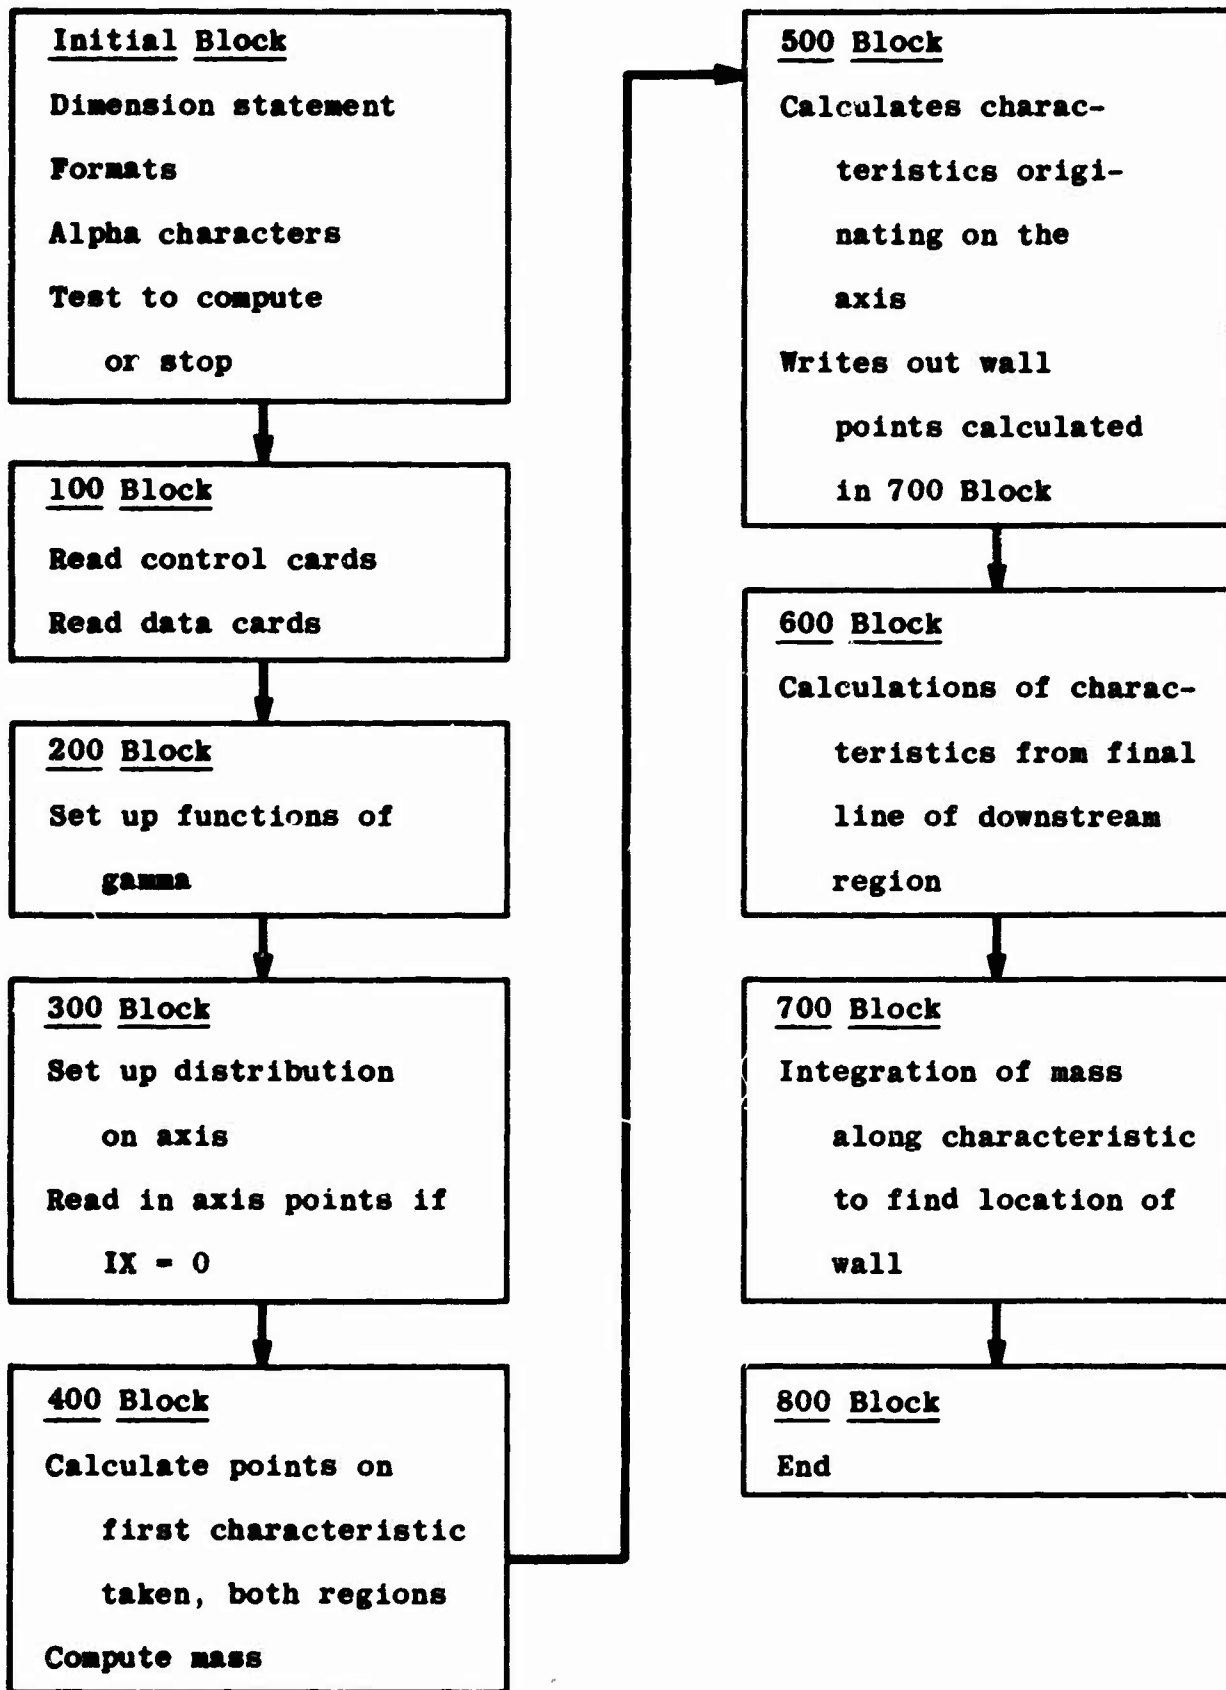 Initial Block
Dimension statement
Formats
Alpha characters
Test to compute
or stop
100 Block
Read control cards
Read data cards
200 Block
Set up functions of
gamma
300 Block
Set up distribution
on axis
Read in axis points if
IX = 0
400 Block
Calculate points on
first characteristic
taken, both regions
Compute mass
500 Block
Calculates charac-
teristics origi-
nating on the
axis
Writes out wall
points calculated
in 700 Block
600 Block
Calculations of charac-
teristics from final
line of downstream
region
700 Block
Integration of mass
along characteristic
to find location of
wall
800 Block
End